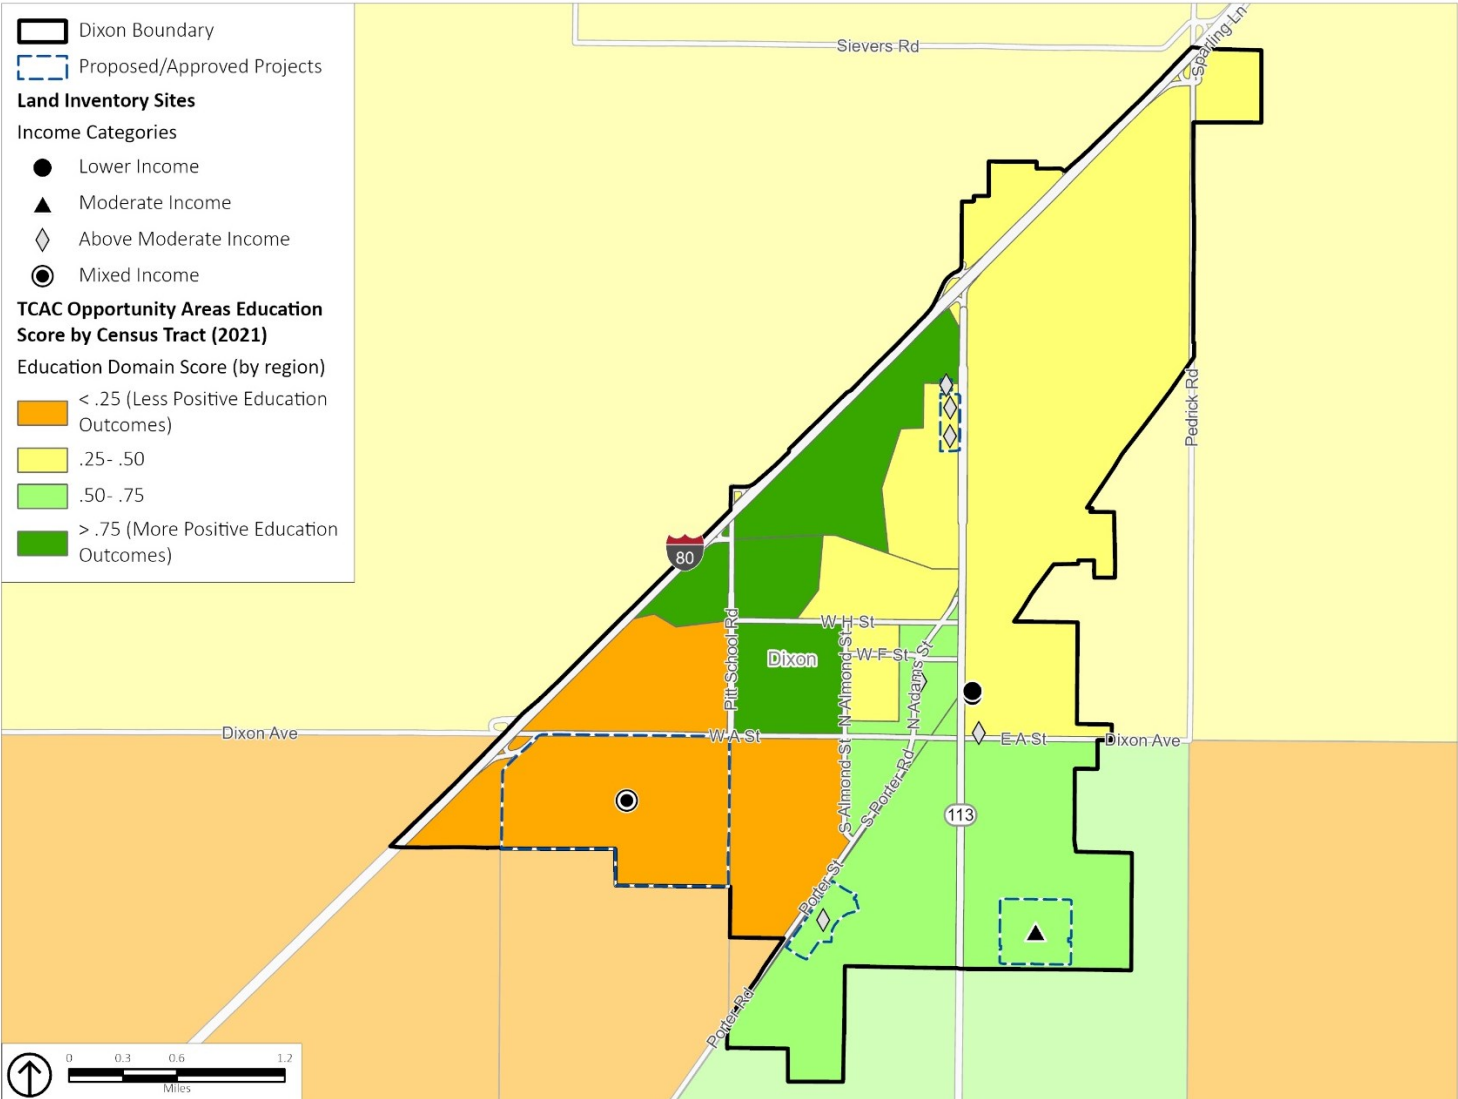 Dixon Boundary
Proposed/Approved Projects
Land Inventory Sites
Income Categories
Lower Income
Moderate Income
Above Moderate Income
Mixed Income
TCAC Opportunity Areas Education
Score by Census Tract (2021)
Education Domain Score (by region)
< .25 (Less Positive Education
Outcomes)
.25- .50
.50- .75
> .75 (More Positive Education
Outcomes)
Sievers Rd
Sparling Ln
Pedrick Rd
80
Pitt School Rd
W H St
Dixon
W F St
N Almond St
N Adams St
Dixon Ave
W A St
E A St
Dixon Ave
S Almond St
S Porter Rd
113
Porter St
Porter Rd
0 0.3 0.6 1.2
Miles